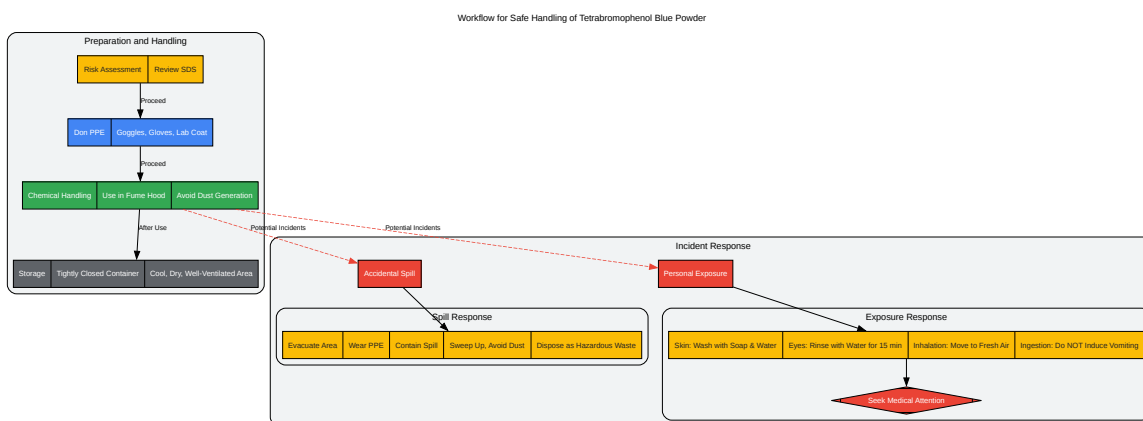 Workflow for Safe Handling of Tetrabromophenol Blue Powder
Preparation and Handling
Risk Assessment
Review SDS
Proceed
Don PPE
Goggles, Gloves, Lab Coat
Proceed
Chemical Handling
Use in Fume Hood
Avoid Dust Generation
After Use
Potential Incidents
Potential Incidents
Storage
Tightly Closed Container
Cool, Dry, Well-Ventilated Area
Incident Response
Accidental Spill
Personal Exposure
Spill Response
Evacuate Area
Wear PPE
Contain Spill
Sweep Up, Avoid Dust
Dispose as Hazardous Waste
Exposure Response
Skin: Wash with Soap & Water
Eyes: Rinse with Water for 15 min
Inhalation: Move to Fresh Air
Ingestion: Do NOT Induce Vomiting
Seek Medical Attention